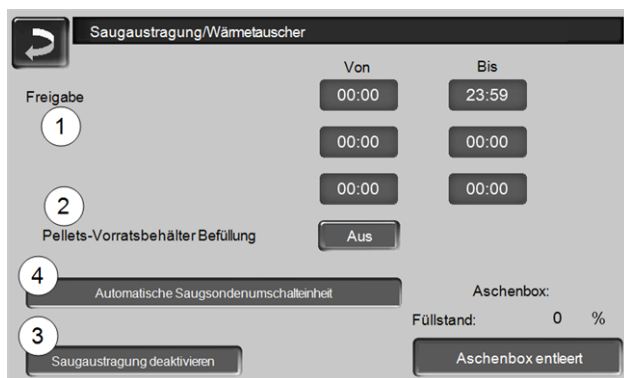 Saugaustragung/Wärmetauscher
Von Bis
Freigabe 00:00 23:59
1
00:00 00:00
00:00 00:00
2
Pellets-Vorratsbehälter Befüllung Aus
4
Automatische Saugsondenumschalteinheit Aschenbox:
Füllstand: 0 %
3
Saugaustragung deaktivieren Aschenbox entleert